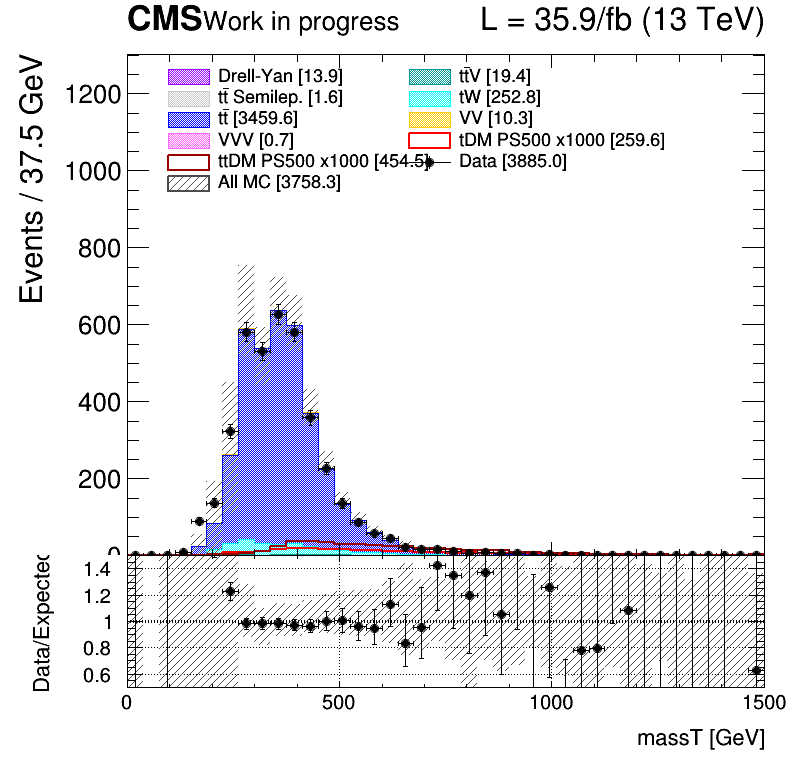 CMS Work in progress L = 35.9/fb (13 TeV)
Events / 37.5 GeV
1200
1000
800
600
400
200
0
Drell-Yan [13.9] tt̄V [19.4]
tt̄ Semilep. [1.6] tW [252.8]
tt̄ [3459.6] VV [10.3]
VVV [0.7] tDM PS500 x1000 [259.6]
ttDM PS500 x1000 [454.5] Data [3885.0]
All MC [3758.3]
Data/Expected
1.4
1.2
1
0.8
0.6
0 500 1000 1500
massT [GeV]